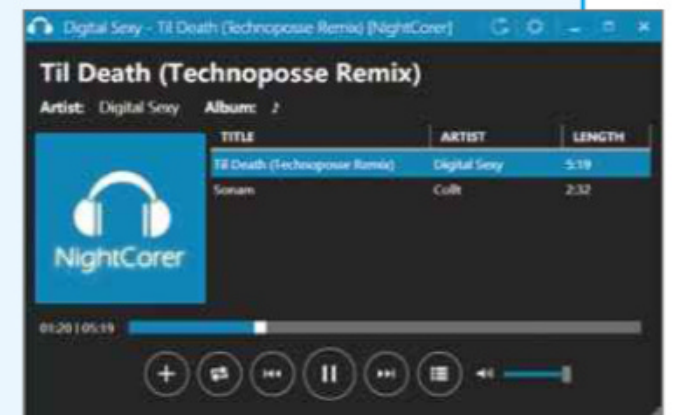 Digital Sexy - Til Death (Technoposse Remix) [NightCorer]
Til Death (Technoposse Remix)
Artist: Digital Sexy Album: ♪
TITLE ARTIST LENGTH
Til Death (Technoposse Remix) Digital Sexy 5:19
Sonam 2:32
NightCorer
01:20 | 05:19